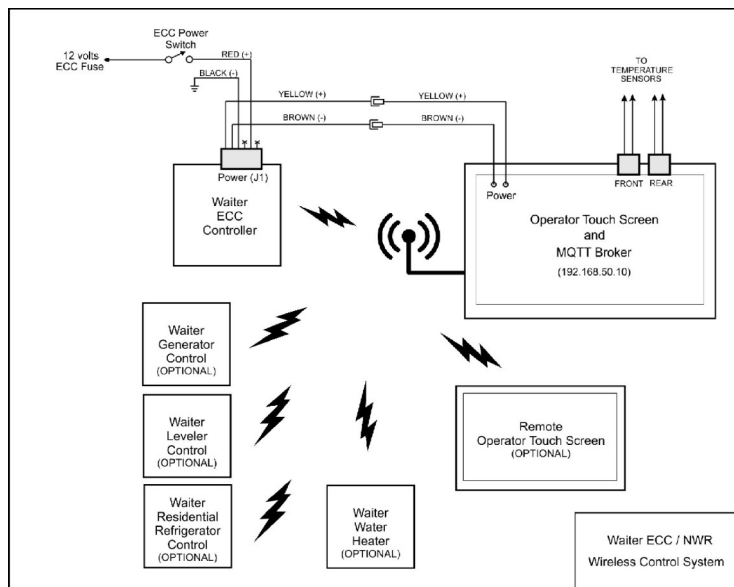 ECC Power
Switch
12 volts
ECC Fuse
RED (+)
BLACK (-)
YELLOW (+)
YELLOW (+)
BROWN (-)
BROWN (-)
TO
TEMPERATURE
SENSORS
Power (J1)
Waiter
ECC
Controller
FRONT
REAR
Power
Operator Touch Screen
and
MQTT Broker
(192.168.50.10)
Waiter
Generator
Control
(OPTIONAL)
Waiter
Leveler
Control
(OPTIONAL)
Waiter
Residential
Refrigerator
Control
(OPTIONAL)
Waiter
Water
Heater
(OPTIONAL)
Remote
Operator Touch Screen
(OPTIONAL)
Waiter ECC / NWR
Wireless Control System